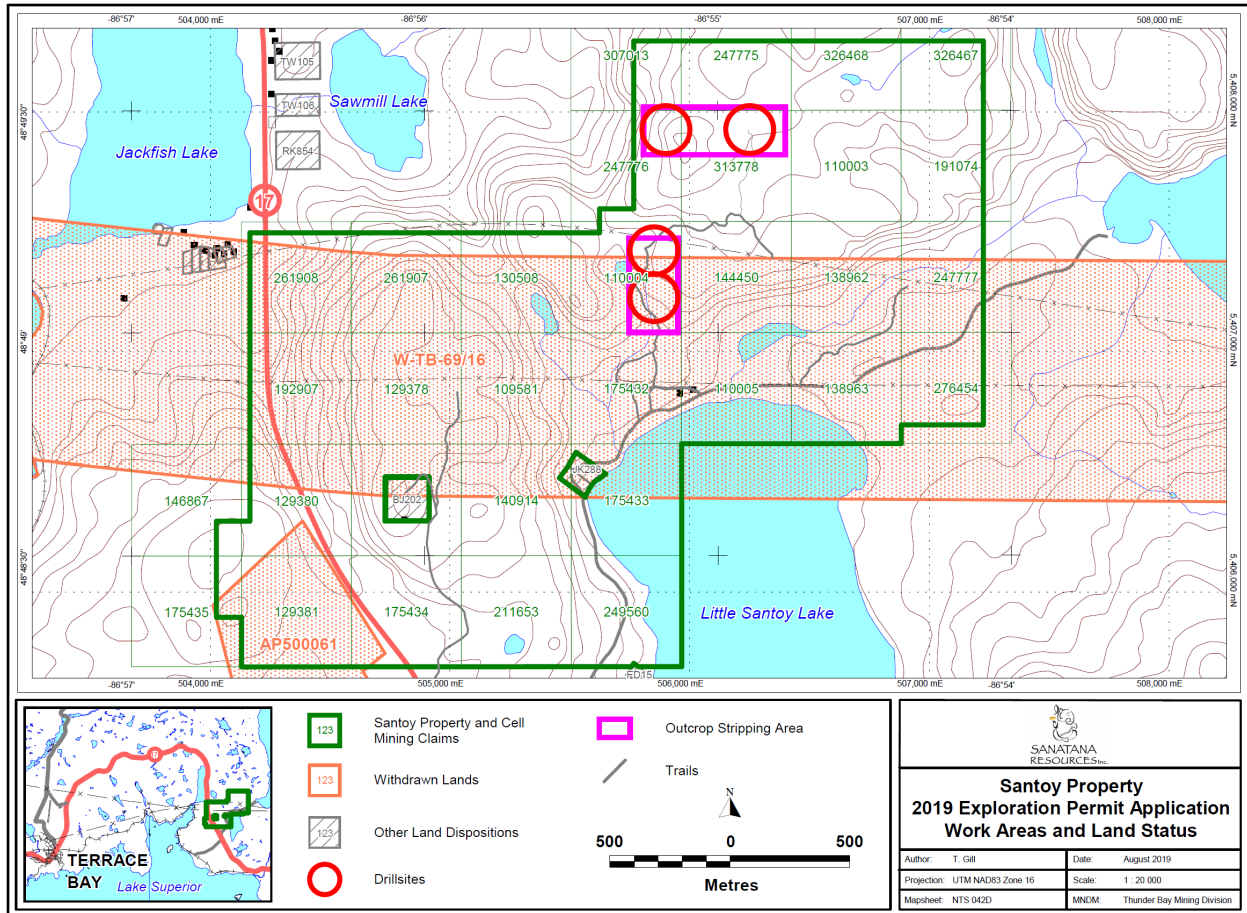 -86°57' 504,000 mE -86°56' -86°55' 507,000 mE -86°54' 508,000 mE
307013 247775 326468 326467
TW105
Sawmill Lake
TW106
48°49'30" 5,408,000 mN
Jackfish Lake
RK854
247776 313778 110003 191074
17
261908 261907 130508 110004 144450 138962 247777
48°49' 5,407,000 mN
W-TB-69/16
192907 129378 109581 175432 110005 138963 276454
JK288
146867 129380 BJ202 140914 175433
48°48'30" 5,406,000 mN
175435 129381 175434 211653 249560
Little Santoy Lake
AP500061
ED15
-86°57' 504,000 mE 505,000 mE 506,000 mE 507,000 mE -86°54' 508,000 mE
17
TERRACE
BAY
Lake Superior
123 Santoy Property and Cell
Mining Claims
123 Withdrawn Lands
123 Other Land Dispositions
Drillsites
Outcrop Stripping Area
Trails
N
500 0 500
Metres
SANATANA
RESOURCES Inc.
Santoy Property
2019 Exploration Permit Application
Work Areas and Land Status
Author: T. Gill Date: August 2019
Projection: UTM NAD83 Zone 16 Scale: 1 : 20 000
Mapsheet: NTS 042D MNDM: Thunder Bay Mining Division